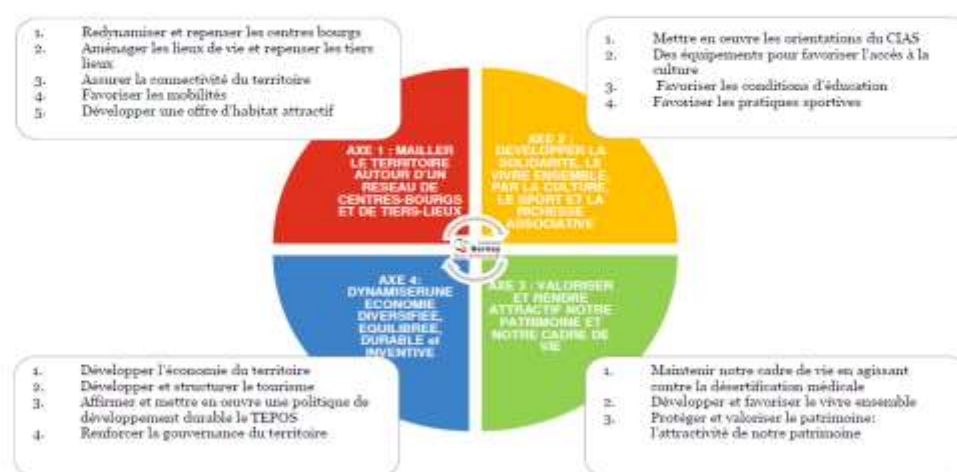 1. Redynamiser et repenser les centres bourgs
2. Aménager les lieux de vie et repenser les tiers
lieux
3. Assurer la connectivité du territoire
4. Favoriser les mobilités
5. Développer une offre d'habitat attractif
1. Mettre en œuvre les orientations du CIAS
2. Des équipements pour favoriser l'accès à la
culture
3. Favoriser les conditions d'éducation
4. Favoriser les pratiques sportives
AXE 1 : MAILLER
LE TERRITOIRE
AUTOUR D'UN
RESEAU DE
CENTRES-BOURGS
ET DE TIERS-LIEUX
AXE 2 :
DEVELOPPER LA
SOLIDARITE, LE
VIVRE ENSEMBLE
PAR LA CULTURE,
LE SPORT ET LA
RICHESSE
ASSOCIATIVE
AXE 4:
DYNAMISERUNE
ECONOMIE
DIVERSIFIEE,
EQUILIBREE,
DURABLE et
INVENTIVE
AXE 3 : VALORISER
ET RENDRE
ATTRACTIF NOTRE
PATRIMOINE ET
NOTRE CADRE DE
VIE
1. Développer l'économie du territoire
2. Développer et structurer le tourisme
3. Affirmer et mettre en œuvre une politique de
développement durable le TEPOS
4. Renforcer la gouvernance du territoire
1. Maintenir notre cadre de vie en agissant
contre la désertification médicale
2. Développer et favoriser le vivre ensemble
3. Protéger et valoriser le patrimoine:
l'attractivité de notre patrimoine